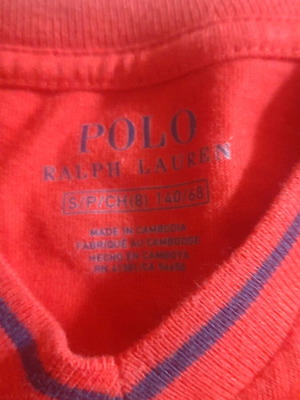 POLO
RALPH LAUREN
S/P/CH(8) 140/68
MADE IN CAMBODIA
FABRIQUÉ AU CAMBODGE
HECHO EN CAMBOYA